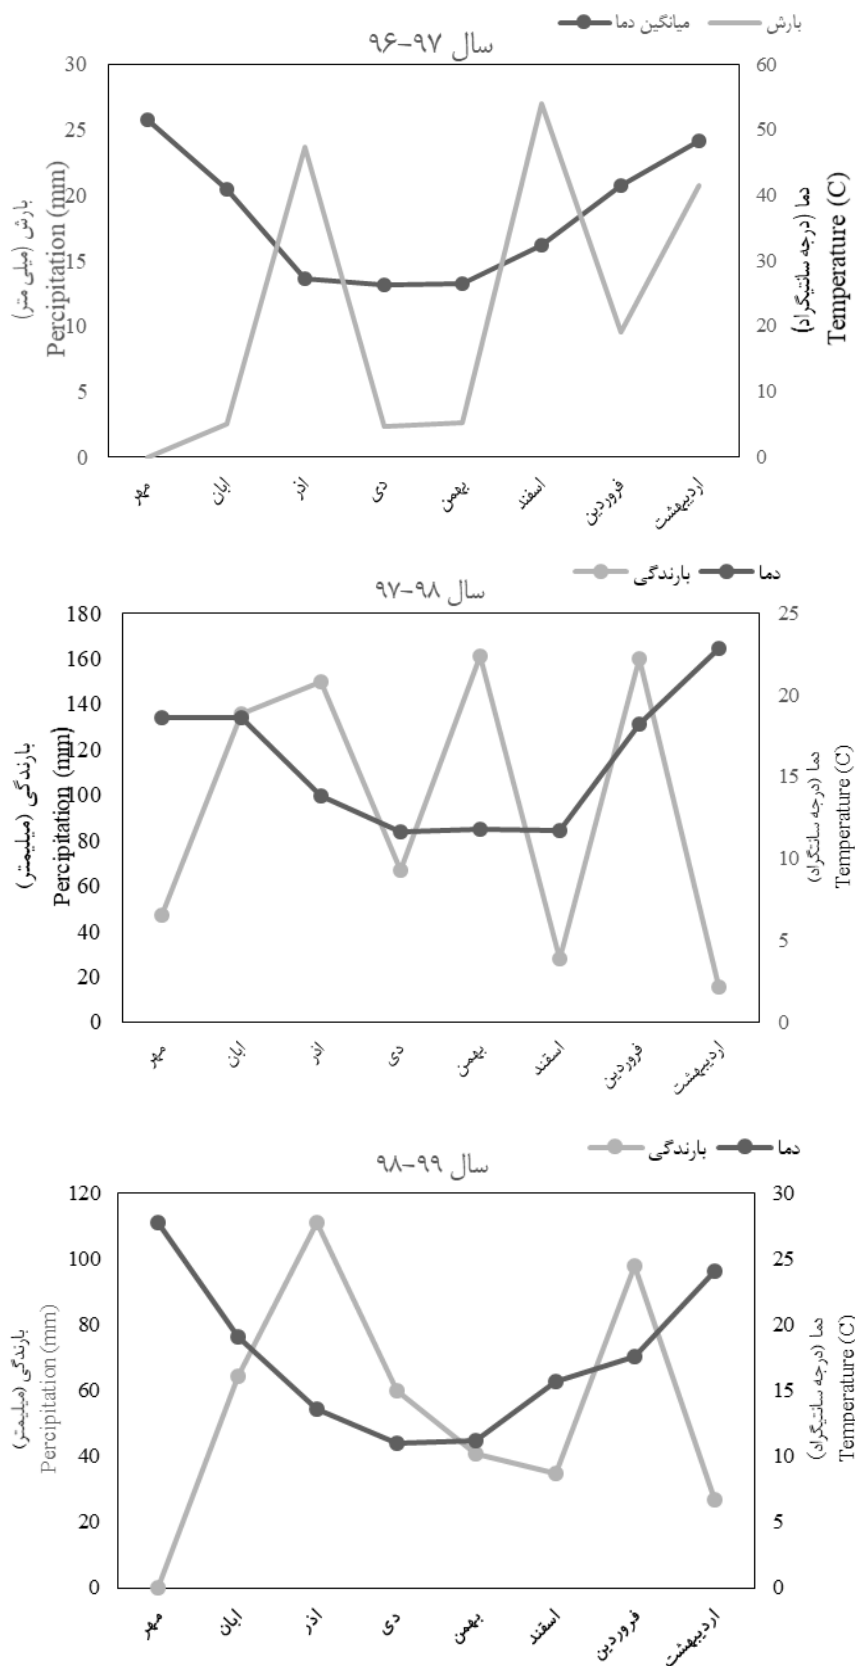 میانگین دما
بارش
سال ۹۷–۹۶
30
25
20
15
10
5
0
بارش (میلی متر)
Percipitation (mm)
60
50
40
30
20
10
0
دما (درجه سانتیگراد)
Temperature (C)
مهر
ابان
اذر
دی
بهمن
اسفند
فروردین
اردیبهشت
بارندگی
دما
سال ۹۸–۹۷
180
160
140
120
100
80
60
40
20
0
بارندگی (میلیمتر)
Percipitation (mm)
25
20
15
10
5
0
دما (درجه سانتگراد)
Temperature (C)
مهر
ابان
اذر
دی
بهمن
اسفند
فروردین
اردیبهشت
بارندگی
دما
سال ۹۹–۹۸
120
100
80
60
40
20
0
بارندگی (میلیمتر)
Percipitation (mm)
30
25
20
15
10
5
0
دما (درجه سانتیگراد)
Temperature (C)
مهر
ابان
اذر
دی
بهمن
اسفند
فروردین
اردیبهشت